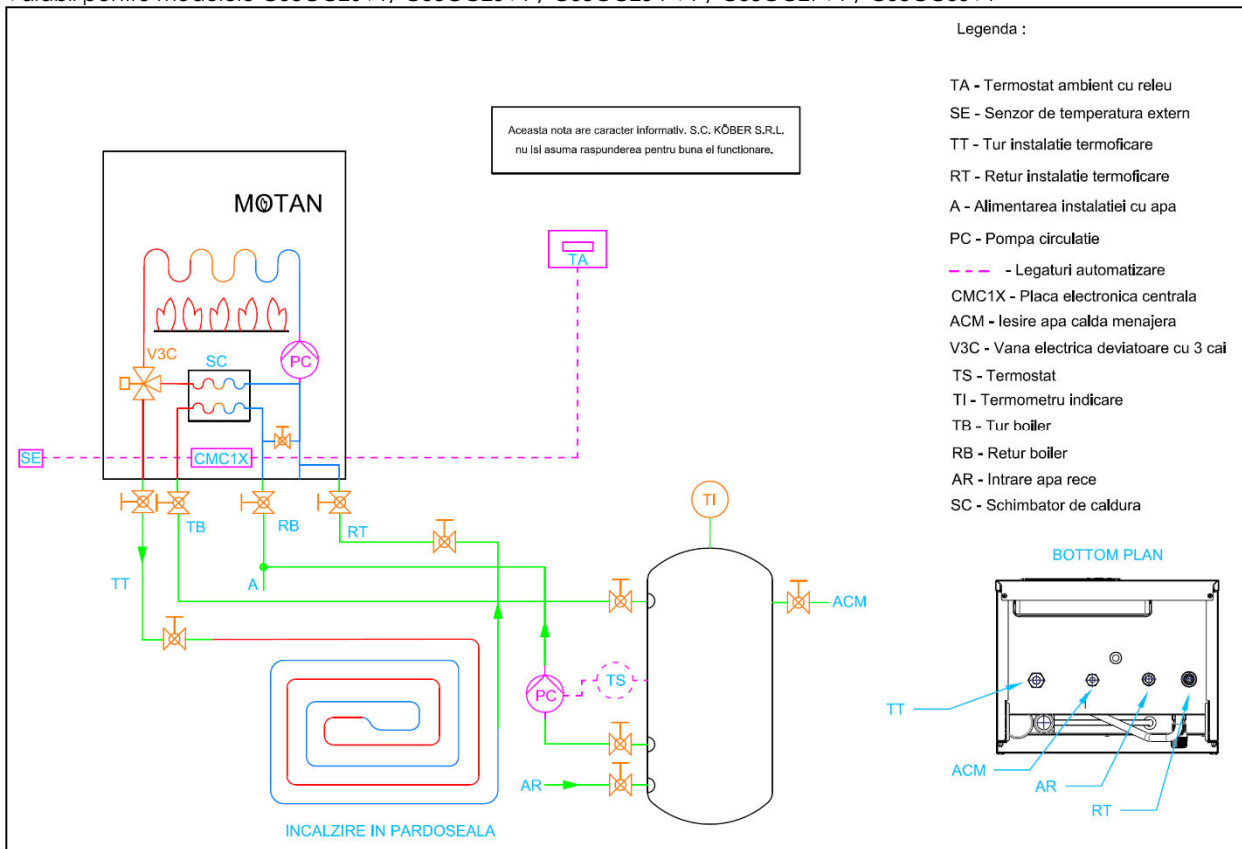 Legenda :
TA - Termostat ambient cu releu
SE - Senzor de temperatura extern
TT - Tur instalatie termoficare
RT - Retur instalatie termoficare
A - Alimentarea instalatiei cu apa
PC - Pompa circulatie
- Legaturi automatizare
CMC1X - Placa electronica centrala
ACM - Iesire apa calda menajera
V3C - Vana electrica deviatoare cu 3 cai
TS - Termostat
TI - Termometru indicare
TB - Tur boiler
RB - Retur boiler
AR - Intrare apa rece
SC - Schimbator de caldura
Aceasta nota are caracter informativ. S.C. KÖBER S.R.L.
nu isi asuma raspunderea pentru buna ei functionare.
MOTAN
TA
PC
V3C
SC
SE
CMC1X
TB
RB
RT
TI
TT
A
ACM
TS
PC
AR
INCALZIRE IN PARDOSEALA
BOTTOM PLAN
TT
ACM
AR
RT